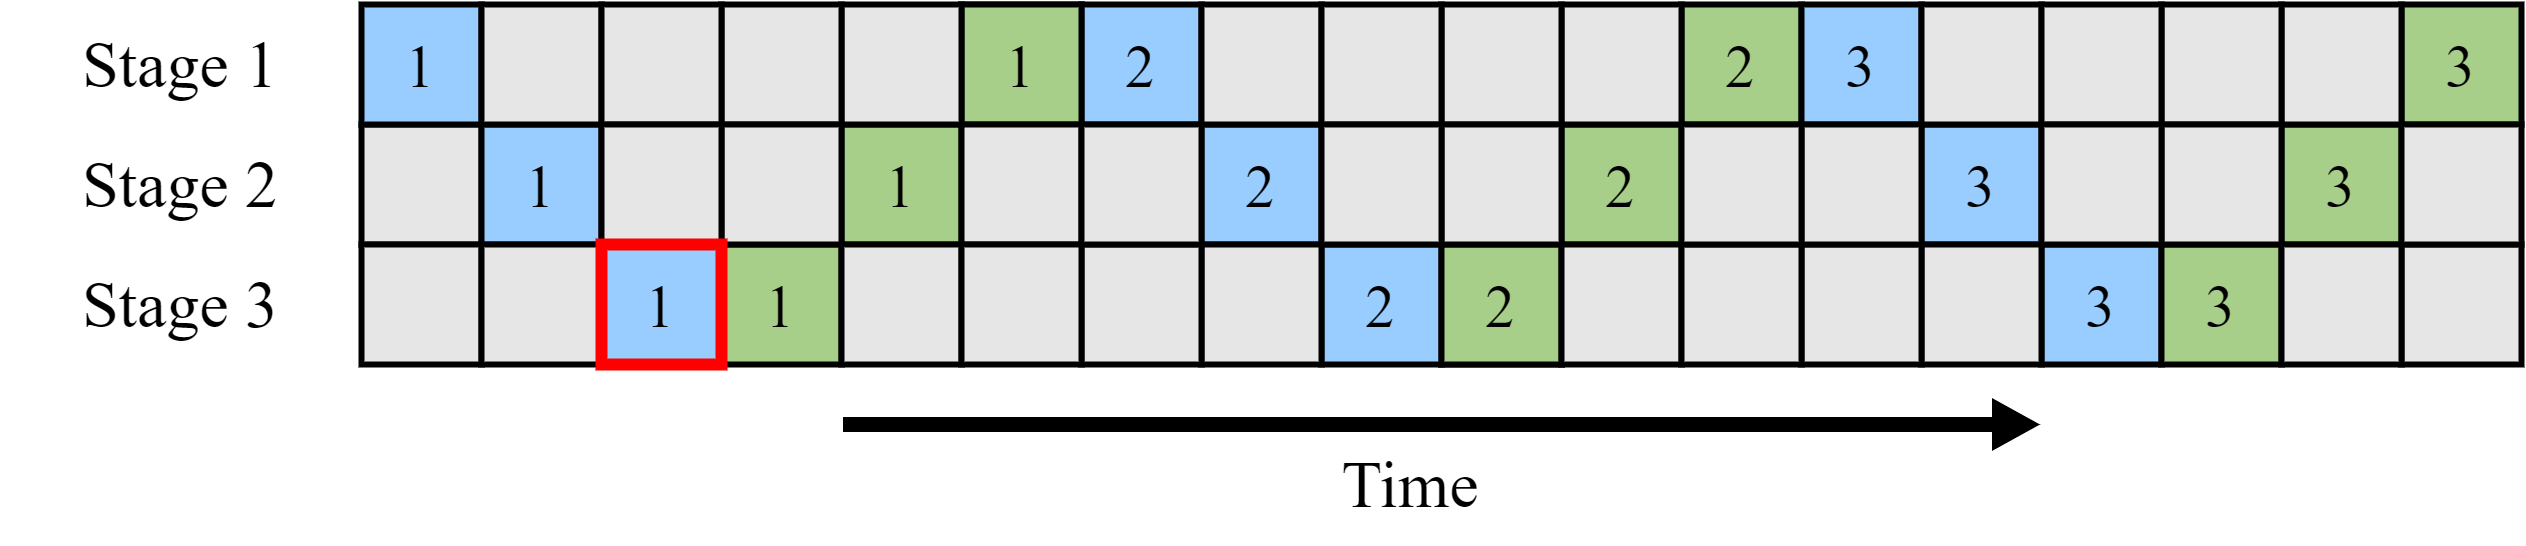 Stage 1 1 1 2 2 3 3
Stage 2 1 1 2 2 3 3
Stage 3 1 1 2 2 3 3
Time